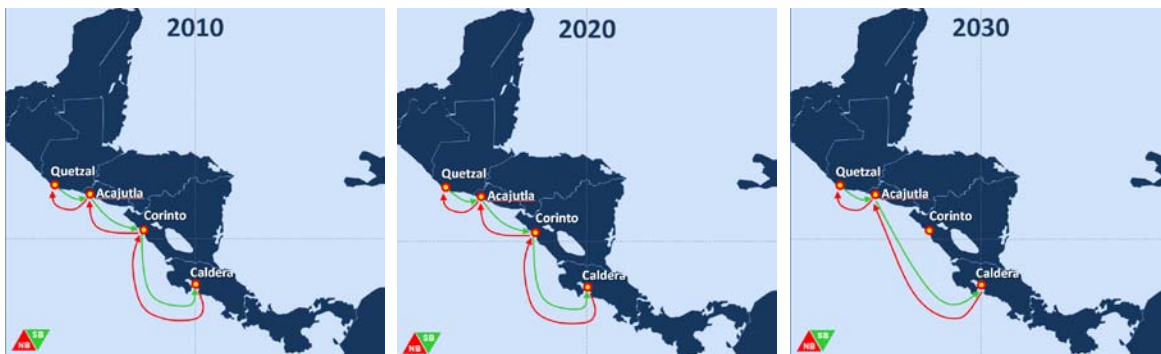 2010
Quetzal
Acajutla
Corinto
Caldera
NB
SB
2020
Quetzal
Acajutla
Corinto
Caldera
NB
SB
2030
Quetzal
Acajutla
Corinto
Caldera
NB
SB